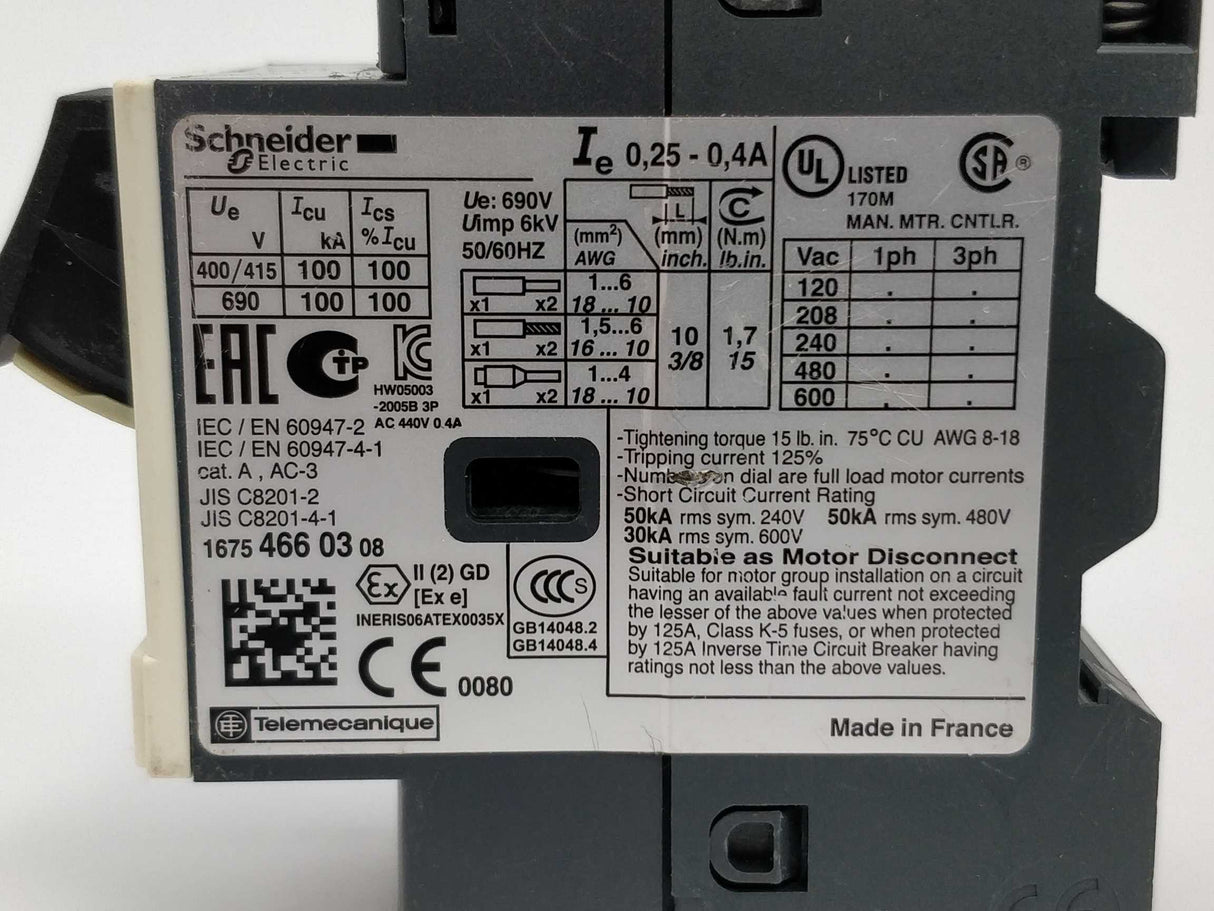 Schneider
Electric
Ie 0,25 - 0,4A
Ue V Icu kA Ics %Icu
400/415 100 100
690 100 100
Ue: 690V
Uimp 6kV
50/60HZ
(mm²) AWG
L (mm) inch.
C (N.m) lb.in.
x1 x2 1...6 18 ... 10
x1 x2 1,5...6 16 ... 10
x1 x2 1...4 18 ... 10
10 3/8
1,7 15
UL LISTED
170M
MAN. MTR. CNTLR.
SA ®
Vac 1ph 3ph
120 . .
208 . .
240 . .
480 . .
600 . .
EAC
C TP
KC
HW05003
-2005B 3P
AC 440V 0.4A
IEC / EN 60947-2
IEC / EN 60947-4-1
cat. A , AC-3
JIS C8201-2
JIS C8201-4-1
1675 466 03 08
Ex II (2) GD
[Ex e]
INERIS06ATEX0035X
CE 0080
CCC S
GB14048.2
GB14048.4
-Tightening torque 15 lb. in. 75°C CU AWG 8-18
-Tripping current 125%
on dial are full load motor currents
-Short Circuit Current Rating
50kA rms sym. 240V 50kA rms sym. 480V
30kA rms sym. 600V
Suitable as Motor Disconnect
Suitable for motor group installation on a circuit
having an available fault current not exceeding
the lesser of the above values when protected
by 125A, Class K-5 fuses, or when protected
by 125A Inverse Time Circuit Breaker having
ratings not less than the above values.
Telemecanique
Made in France